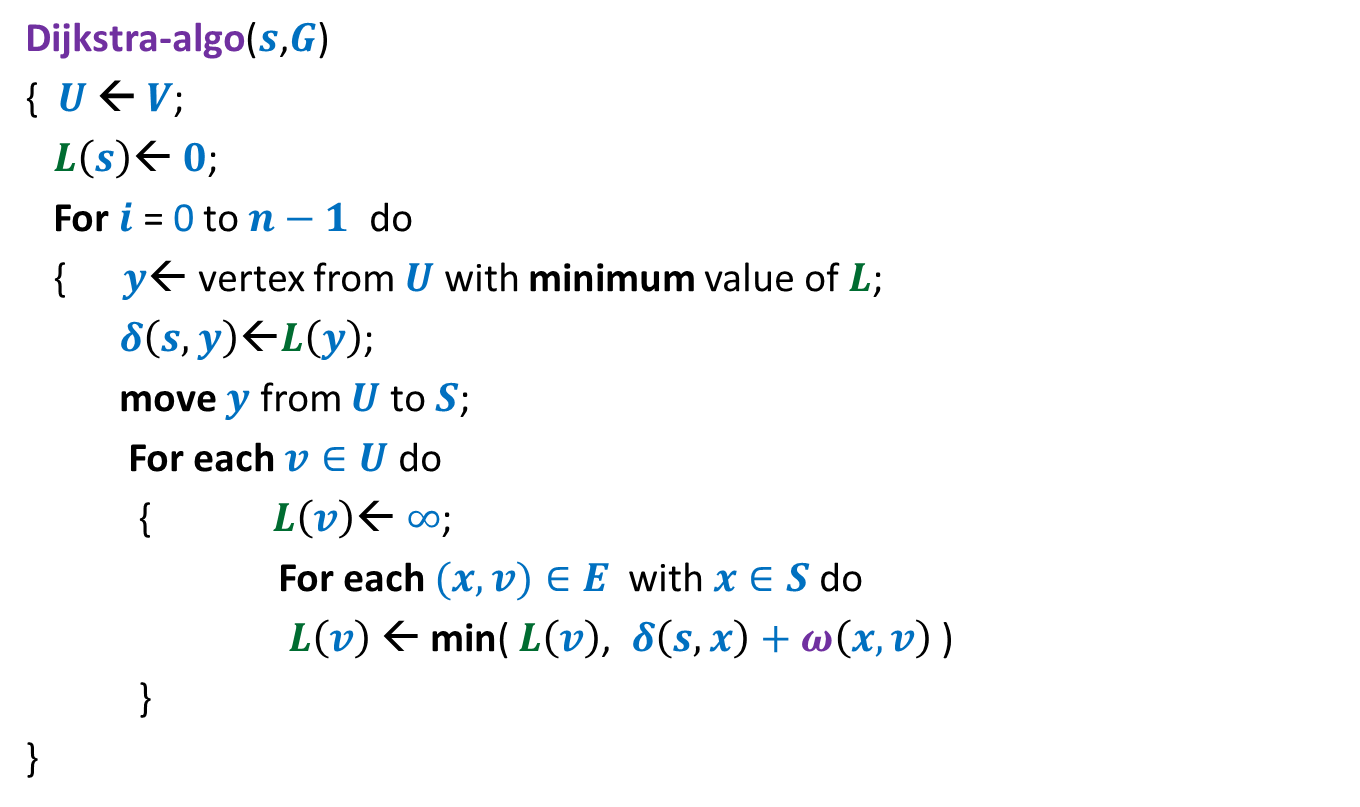 Dijkstra-algo(s,G)
{ U ← V;
L(s)← 0;
For i = 0 to n − 1 do
{ y← vertex from U with minimum value of L;
δ(s, y)←L(y);
move y from U to S;
For each v ∈ U do
{ L(v)← ∞;
For each (x, v) ∈ E with x ∈ S do
L(v) ← min( L(v), δ(s, x) + ω(x, v) )
}
}